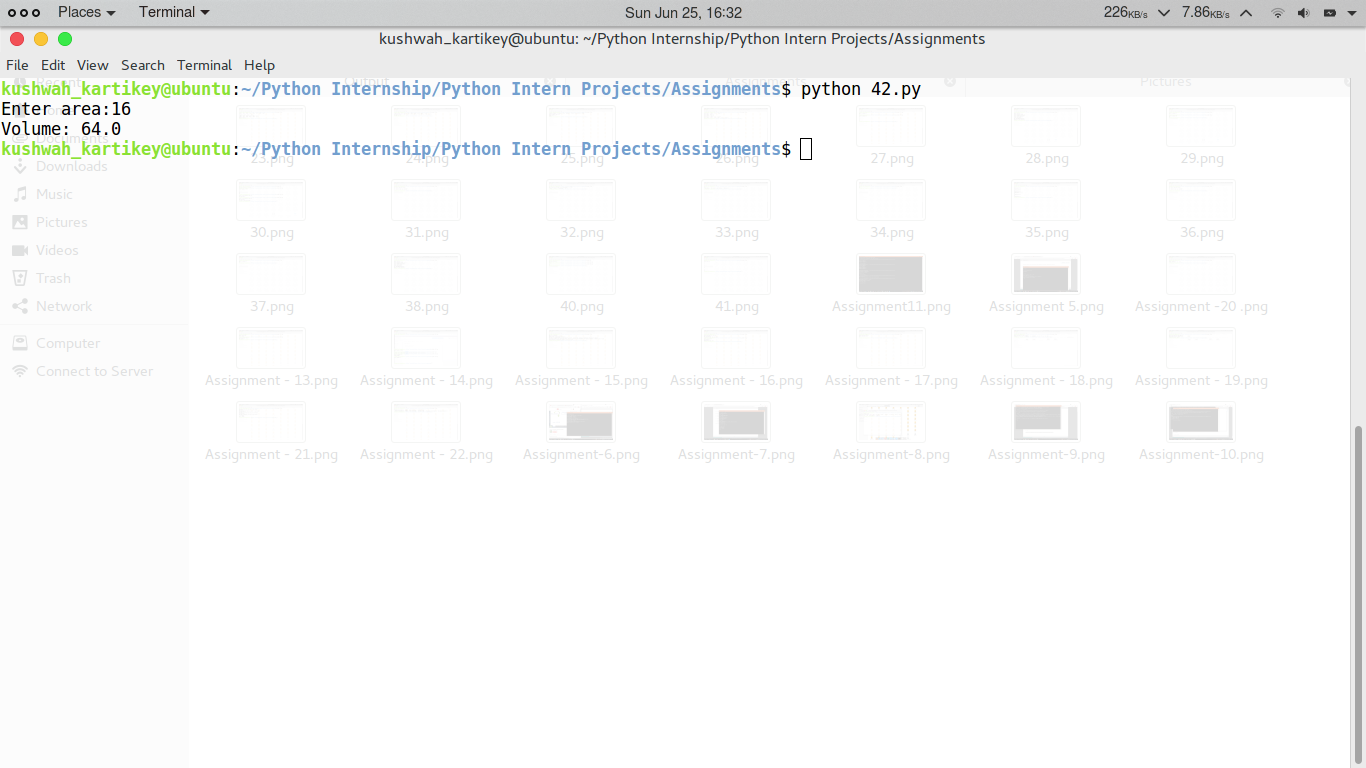 Places Terminal Sun Jun 25, 16:32 226KB/s 7.86KB/s
kushwah_kartikey@ubuntu: ~/Python Internship/Python Intern Projects/Assignments
File Edit View Search Terminal Help
Recent Output Assignments Pictures
kushwah_kartikey@ubuntu:~/Python Internship/Python Intern Projects/Assignments$ python 42.py
Enter area:16
Volume: 64.0
kushwah_kartikey@ubuntu:~/Python Internship/Python Intern Projects/Assignments$
Documents
23.png 24.png 25.png 26.png 27.png 28.png 29.png
Downloads
Music
Pictures
30.png 31.png 32.png 33.png 34.png 35.png 36.png
Videos
Trash
Network
37.png 38.png 40.png 41.png Assignment11.png Assignment 5.png Assignment -20 .png
Computer
Connect to Server
Assignment - 13.png Assignment - 14.png Assignment - 15.png Assignment - 16.png Assignment - 17.png Assignment - 18.png Assignment - 19.png
Assignment - 21.png Assignment - 22.png Assignment-6.png Assignment-7.png Assignment-8.png Assignment-9.png Assignment-10.png